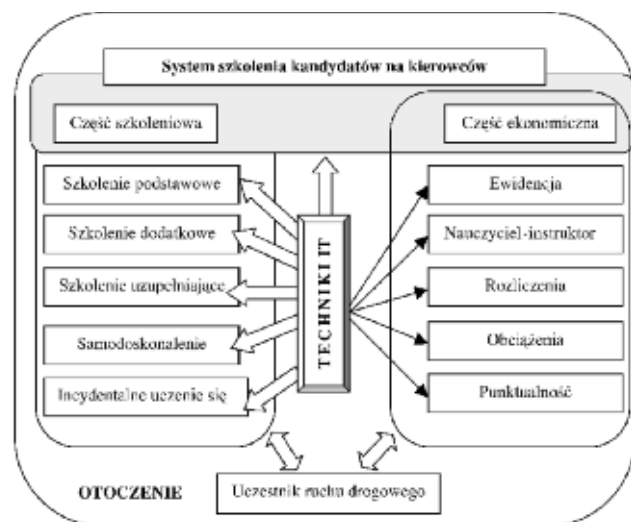 System szkolenia kandydatów na kierowców
Część szkoleniowa
Część ekonomiczna
Szkolenie podstawowe
Szkolenie dodatkowe
Szkolenie uzupełniające
Samodoskonalenie
Incydentalne uczenie się
TECHNIKI IT
Ewidencja
Nauczyciel-instruktor
Rozliczenia
Obciążenia
Punktualność
OTOCZENIE
Uczestnik ruchu drogowego